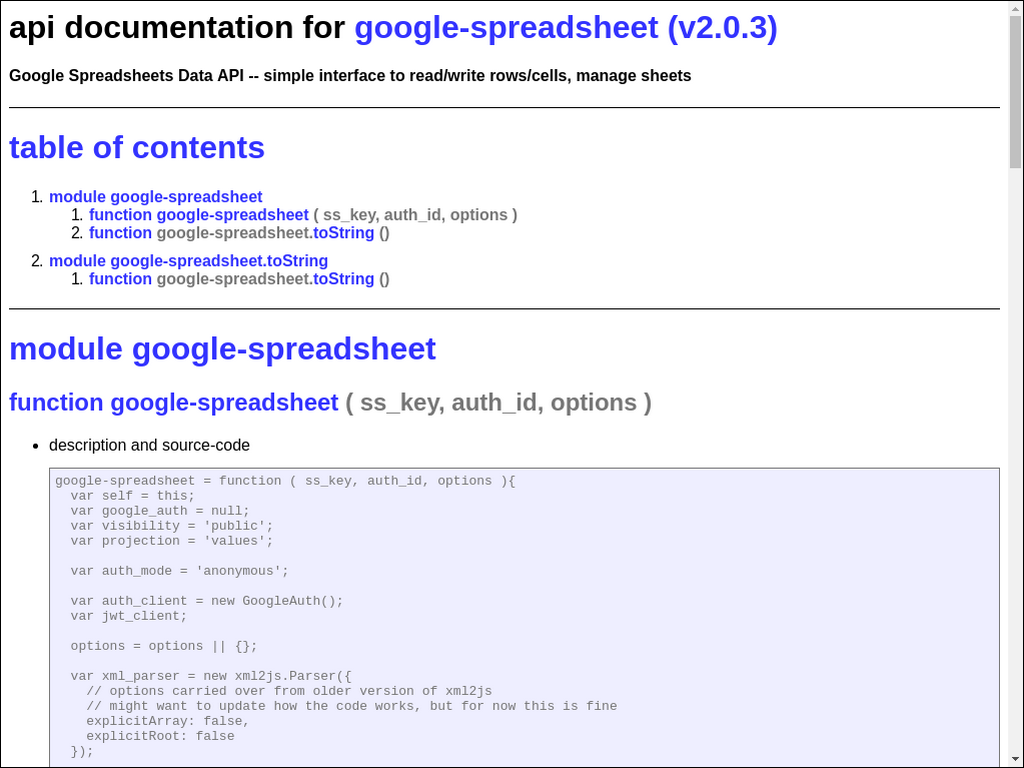 api documentation for google-spreadsheet (v2.0.3)
Google Spreadsheets Data API -- simple interface to read/write rows/cells, manage sheets
table of contents
1. module google-spreadsheet
1. function google-spreadsheet ( ss_key, auth_id, options )
2. function google-spreadsheet.toString ()
2. module google-spreadsheet.toString
1. function google-spreadsheet.toString ()
module google-spreadsheet
function google-spreadsheet ( ss_key, auth_id, options )
• description and source-code
google-spreadsheet = function ( ss_key, auth_id, options ){
  var self = this;
  var google_auth = null;
  var visibility = 'public';
  var projection = 'values';
  var auth_mode = 'anonymous';
  var auth_client = new GoogleAuth();
  var jwt_client;
  options = options || {};
  var xml_parser = new xml2js.Parser({
    // options carried over from older version of xml2js
    // might want to update how the code works, but for now this is fine
    explicitArray: false,
    explicitRoot: false
  });